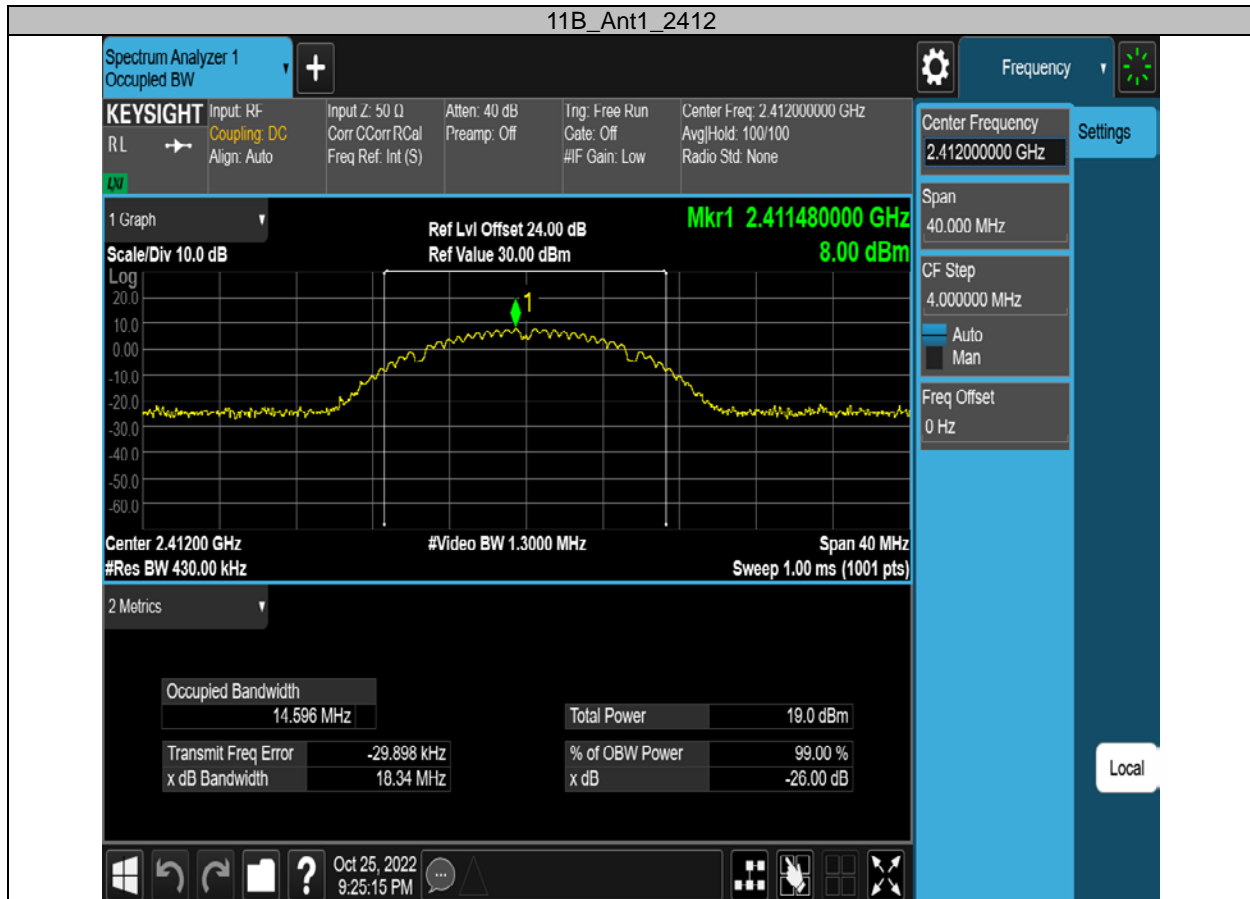 11B_Ant1_2412
Spectrum Analyzer 1
Occupied BW
Frequency
KEYSIGHT
RL
LXI
Input: RF
Coupling: DC
Align: Auto
Input Z: 50 Ω
Corr CCorr RCal
Freq Ref: Int (S)
Atten: 40 dB
Preamp: Off
Trig: Free Run
Gate: Off
#IF Gain: Low
Center Freq: 2.412000000 GHz
Avg|Hold: 100/100
Radio Std: None
Center Frequency
2.412000000 GHz
Settings
Span
40.000 MHz
CF Step
4.000000 MHz
Auto
Man
Freq Offset
0 Hz
Local
1 Graph
Scale/Div 10.0 dB
Ref Lvl Offset 24.00 dB
Ref Value 30.00 dBm
Mkr1 2.411480000 GHz
8.00 dBm
Log
20.0
10.0
0.00
-10.0
-20.0
-30.0
-40.0
-50.0
-60.0
1
Center 2.41200 GHz
#Video BW 1.3000 MHz
Span 40 MHz
#Res BW 430.00 kHz
Sweep 1.00 ms (1001 pts)
2 Metrics
Occupied Bandwidth
14.596 MHz
Total Power 19.0 dBm
Transmit Freq Error -29.898 kHz
% of OBW Power 99.00 %
x dB Bandwidth 18.34 MHz
x dB -26.00 dB
Oct 25, 2022
9:25:15 PM